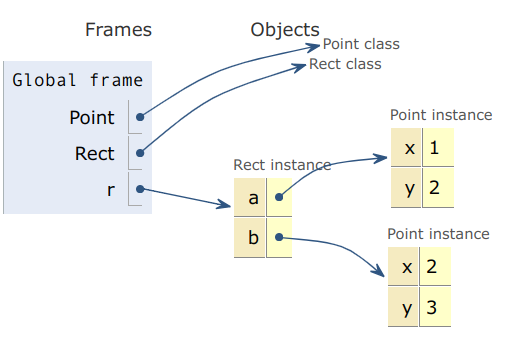 Frames
Objects
Point class
Rect class
Global frame
Point
Rect
r
Rect instance
a
b
Point instance
x 1
y 2
Point instance
x 2
y 3